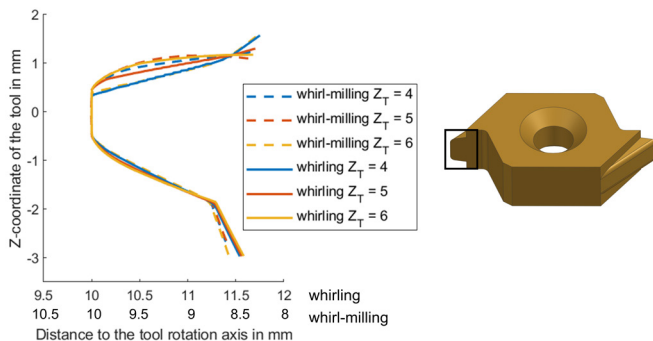 Z-coordinate of the tool in mm
2
1
0
-1
-2
-3
whirl-milling Z_T = 4
whirl-milling Z_T = 5
whirl-milling Z_T = 6
whirling Z_T = 4
whirling Z_T = 5
whirling Z_T = 6
9.5 10 10.5 11 11.5 12 whirling
10.5 10 9.5 9 8.5 8 whirl-milling
Distance to the tool rotation axis in mm